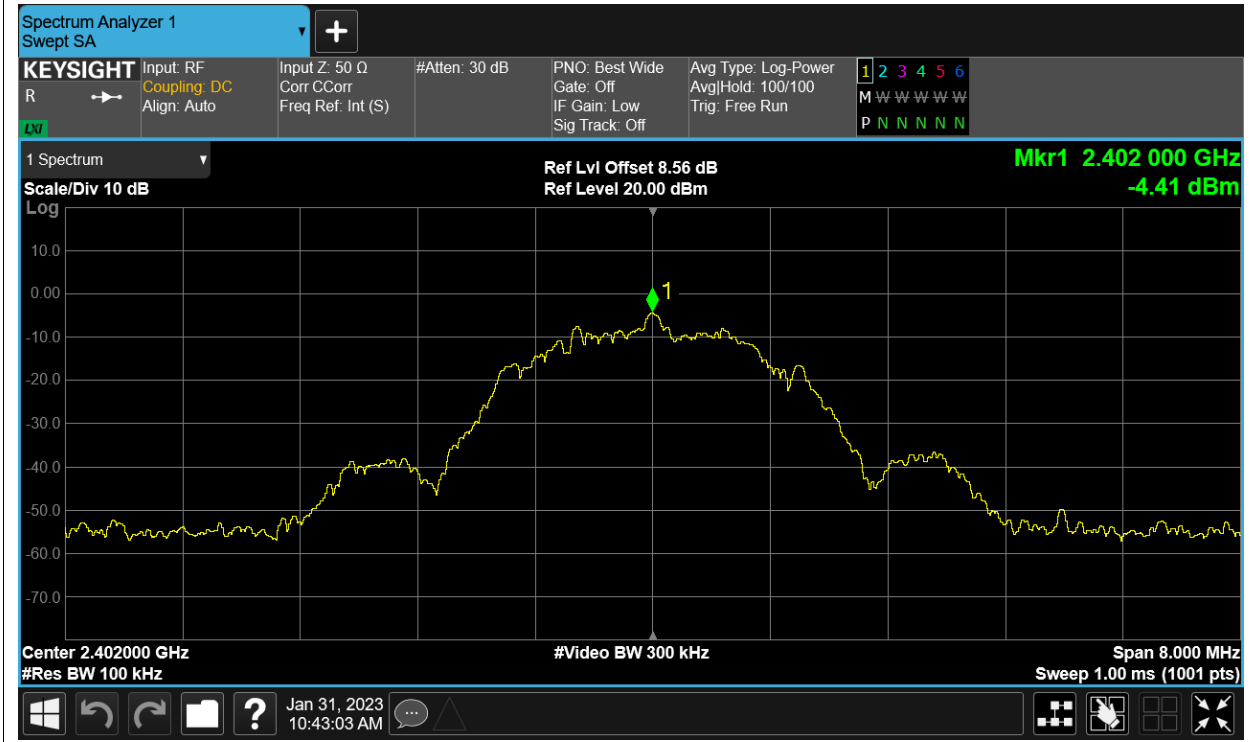 Spectrum Analyzer 1
Swept SA
KEYSIGHT
R
LXI
Input: RF
Coupling: DC
Align: Auto
Input Z: 50 Ω
Corr CCorr
Freq Ref: Int (S)
#Atten: 30 dB
PNO: Best Wide
Gate: Off
IF Gain: Low
Sig Track: Off
Avg Type: Log-Power
Avg|Hold: 100/100
Trig: Free Run
1 2 3 4 5 6
M W W W W W
P N N N N N
1 Spectrum
Scale/Div 10 dB
Log
Ref Lvl Offset 8.56 dB
Ref Level 20.00 dBm
Mkr1 2.402 000 GHz
-4.41 dBm
10.0
0.00
1
-10.0
-20.0
-30.0
-40.0
-50.0
-60.0
-70.0
Center 2.402000 GHz
#Res BW 100 kHz
#Video BW 300 kHz
Span 8.000 MHz
Sweep 1.00 ms (1001 pts)
?
Jan 31, 2023
10:43:03 AM